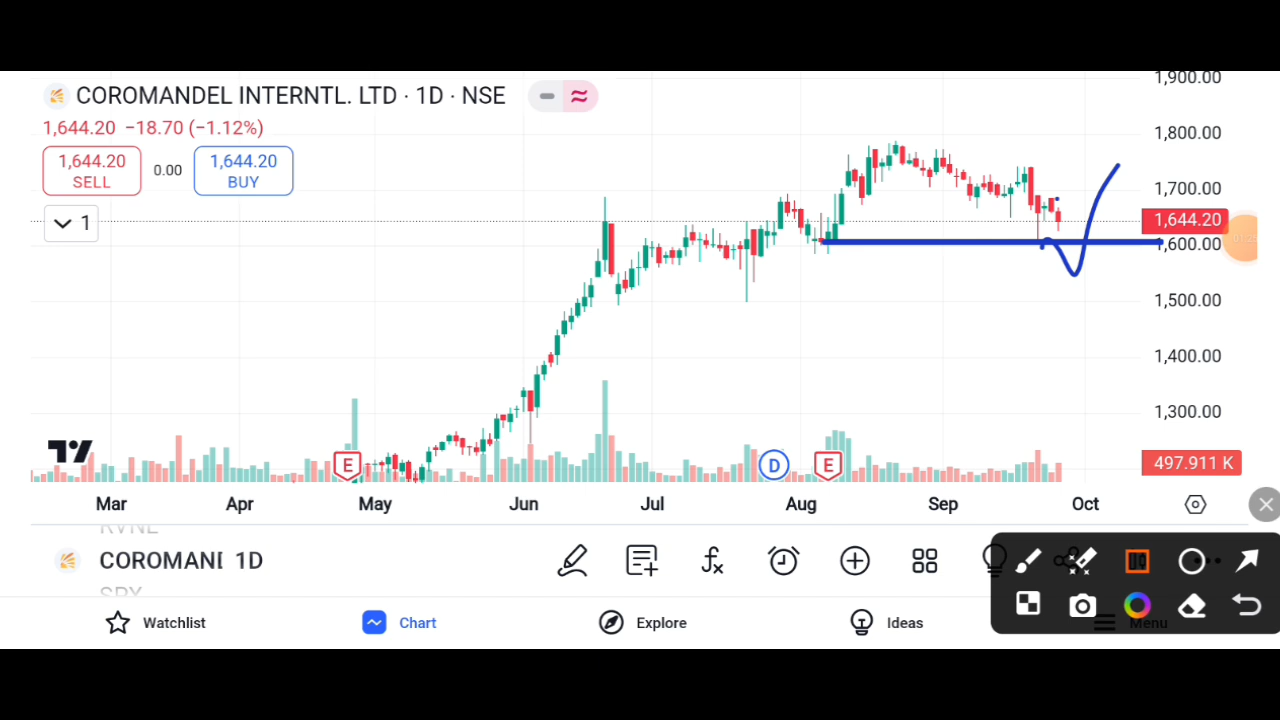 COROMANDEL INTERNTL. LTD · 1D · NSE
1,644.20 −18.70 (−1.12%)
1,644.20
SELL
0.00
1,644.20
BUY
1
1,900.00
1,800.00
1,700.00
1,644.20
1,600.00
1,500.00
1,400.00
1,300.00
497.911 K
E
D
E
Mar Apr May Jun Jul Aug Sep Oct
RVNL
COROMANI 1D
Watchlist Chart Explore Ideas Menu